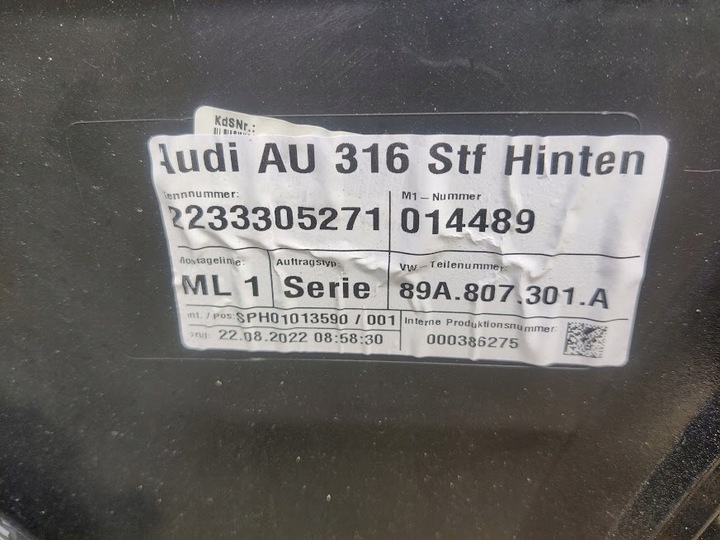 KdSNr.:
Audi AU 316 Stf Hinten
ennnummer: M1-Nummer
2233305271 014489
Montagelinie: Auftragstyp: VW-Teilenummer:
ML 1 Serie 89A.807.301.A
int./pos: SPH01013590 / 001 Interne Produktionsnummer:
22.08.2022 08:58:30 000386275